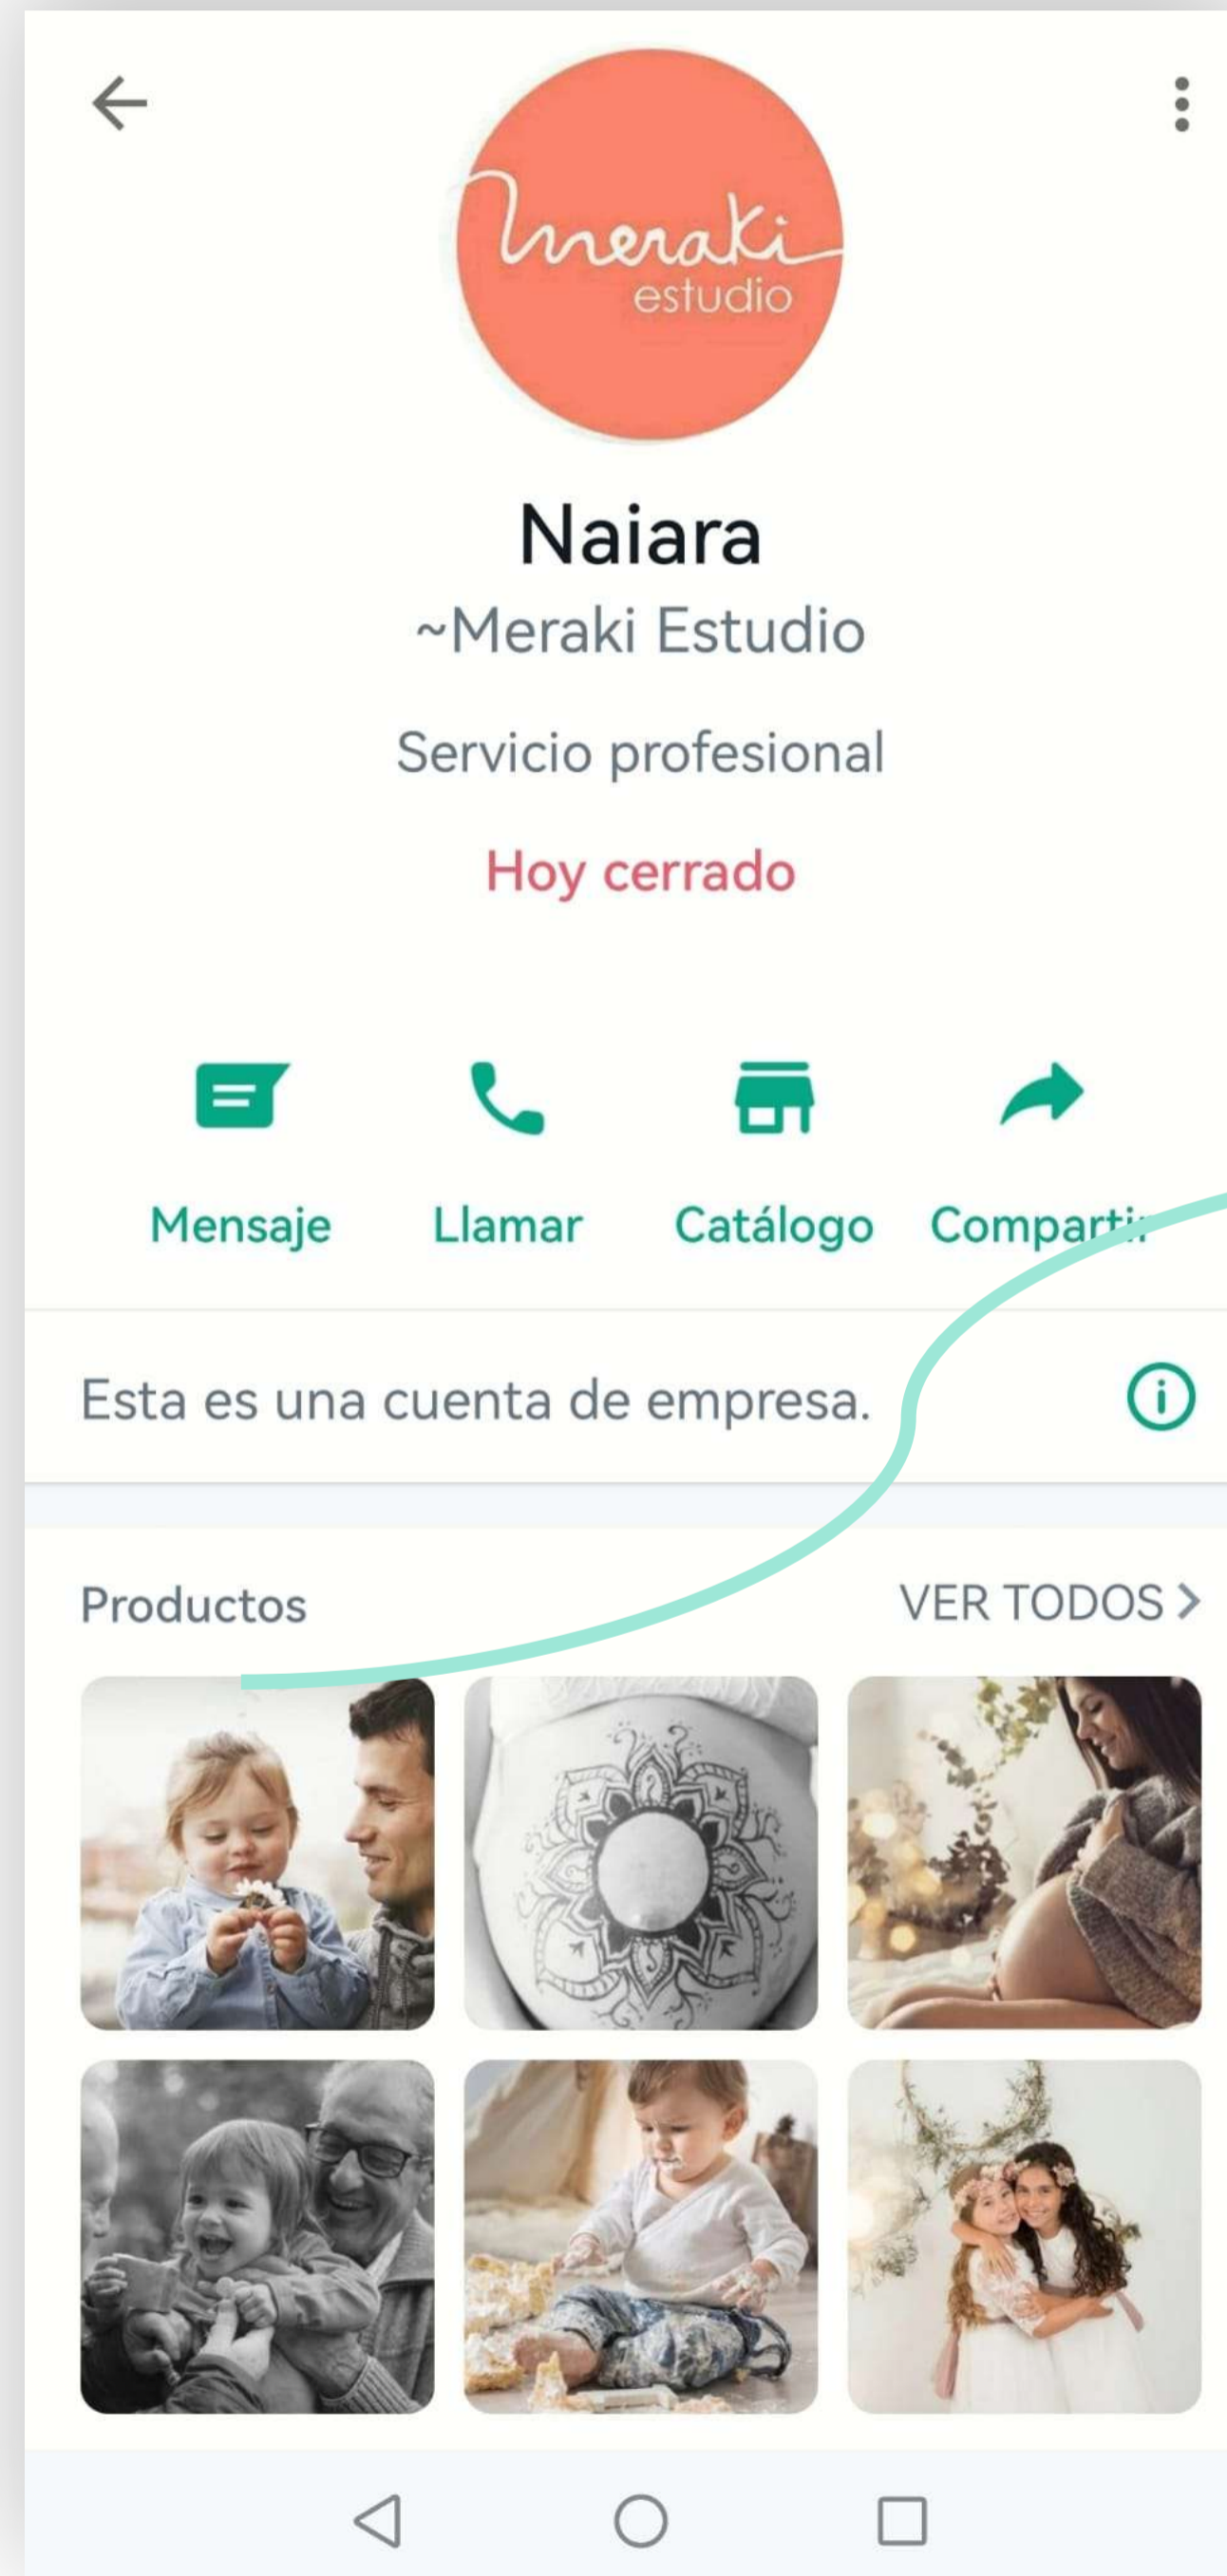 meraki
estudio
Naiara
~Meraki Estudio
Servicio profesional
Hoy cerrado
Mensaje Llamar Catálogo Compartir
Esta es una cuenta de empresa.
Productos VER TODOS